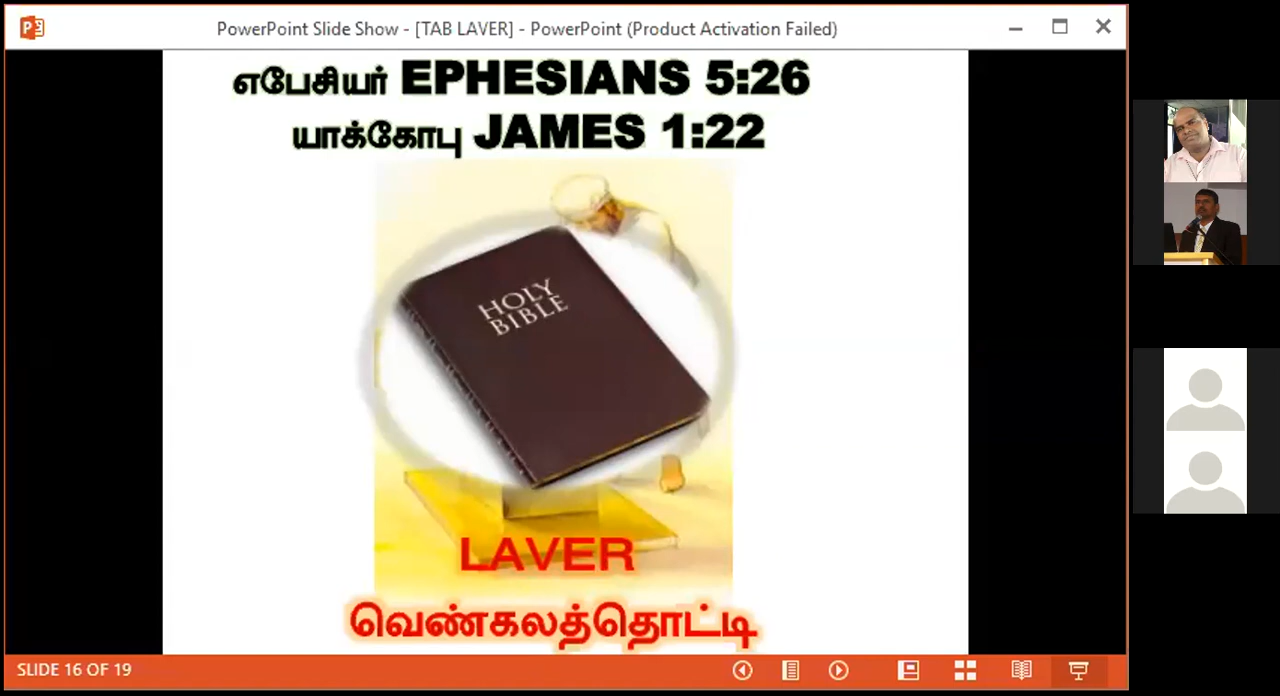 PowerPoint Slide Show - [TAB LAVER] - PowerPoint (Product Activation Failed)
எபேசியர் EPHESIANS 5:26
யாக்கோபு JAMES 1:22
HOLY
BIBLE
LAVER
வெண்கலத்தொட்டி
SLIDE 16 OF 19